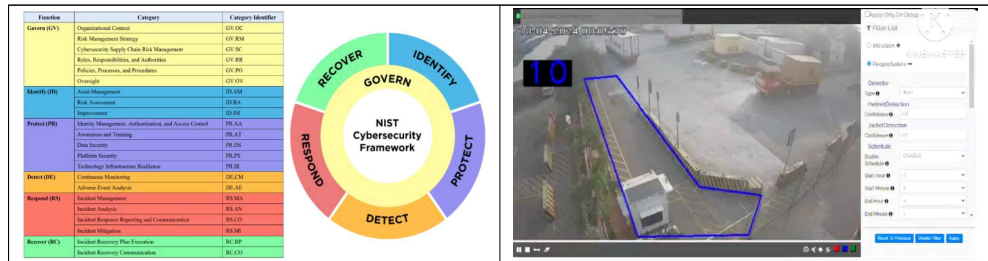 Function Category Category Identifier
Govern (GV) Organizational Context GV.OC
Risk Management Strategy GV.RM
Cybersecurity Supply Chain Risk Management GV.SC
Roles, Responsibilities, and Authorities GV.RR
Policies, Processes, and Procedures GV.PO
Oversight GV.OV
Identify (ID) Asset Management ID.AM
Risk Assessment ID.RA
Improvement ID.IM
Protect (PR) Identity Management, Authentication, and Access Control PR.AA
Awareness and Training PR.AT
Data Security PR.DS
Platform Security PR.PS
Technology Infrastructure Resilience PR.IR
Detect (DE) Continuous Monitoring DE.CM
Adverse Event Analysis DE.AE
Respond (RS) Incident Management RS.MA
Incident Analysis RS.AN
Incident Response Reporting and Communication RS.CO
Incident Mitigation RS.MI
Recover (RC) Incident Recovery Plan Execution RC.RP
Incident Recovery Communication RC.CO
RECOVER
IDENTIFY
GOVERN
NIST
Cybersecurity
Framework
RESPOND
PROTECT
DETECT
10
Apply Only On Group
Filter List
Intrusion
KINEMASTER
PeopleSafety
Detector
Type
HelmetDetection
Confidence
JacketDetection
Confidence
Schedule
Enable
Schedule
Start Hour
Start Minute
End Hour
End Minute
Reset To Previous Disable Filter Apply